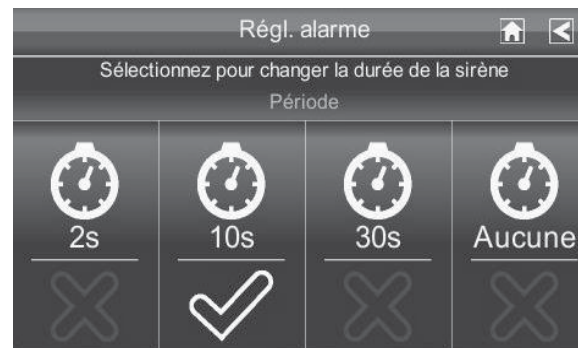 Régl. alarme
Sélectionnez pour changer la durée de la sirène
Période
2s 10s 30s Aucune